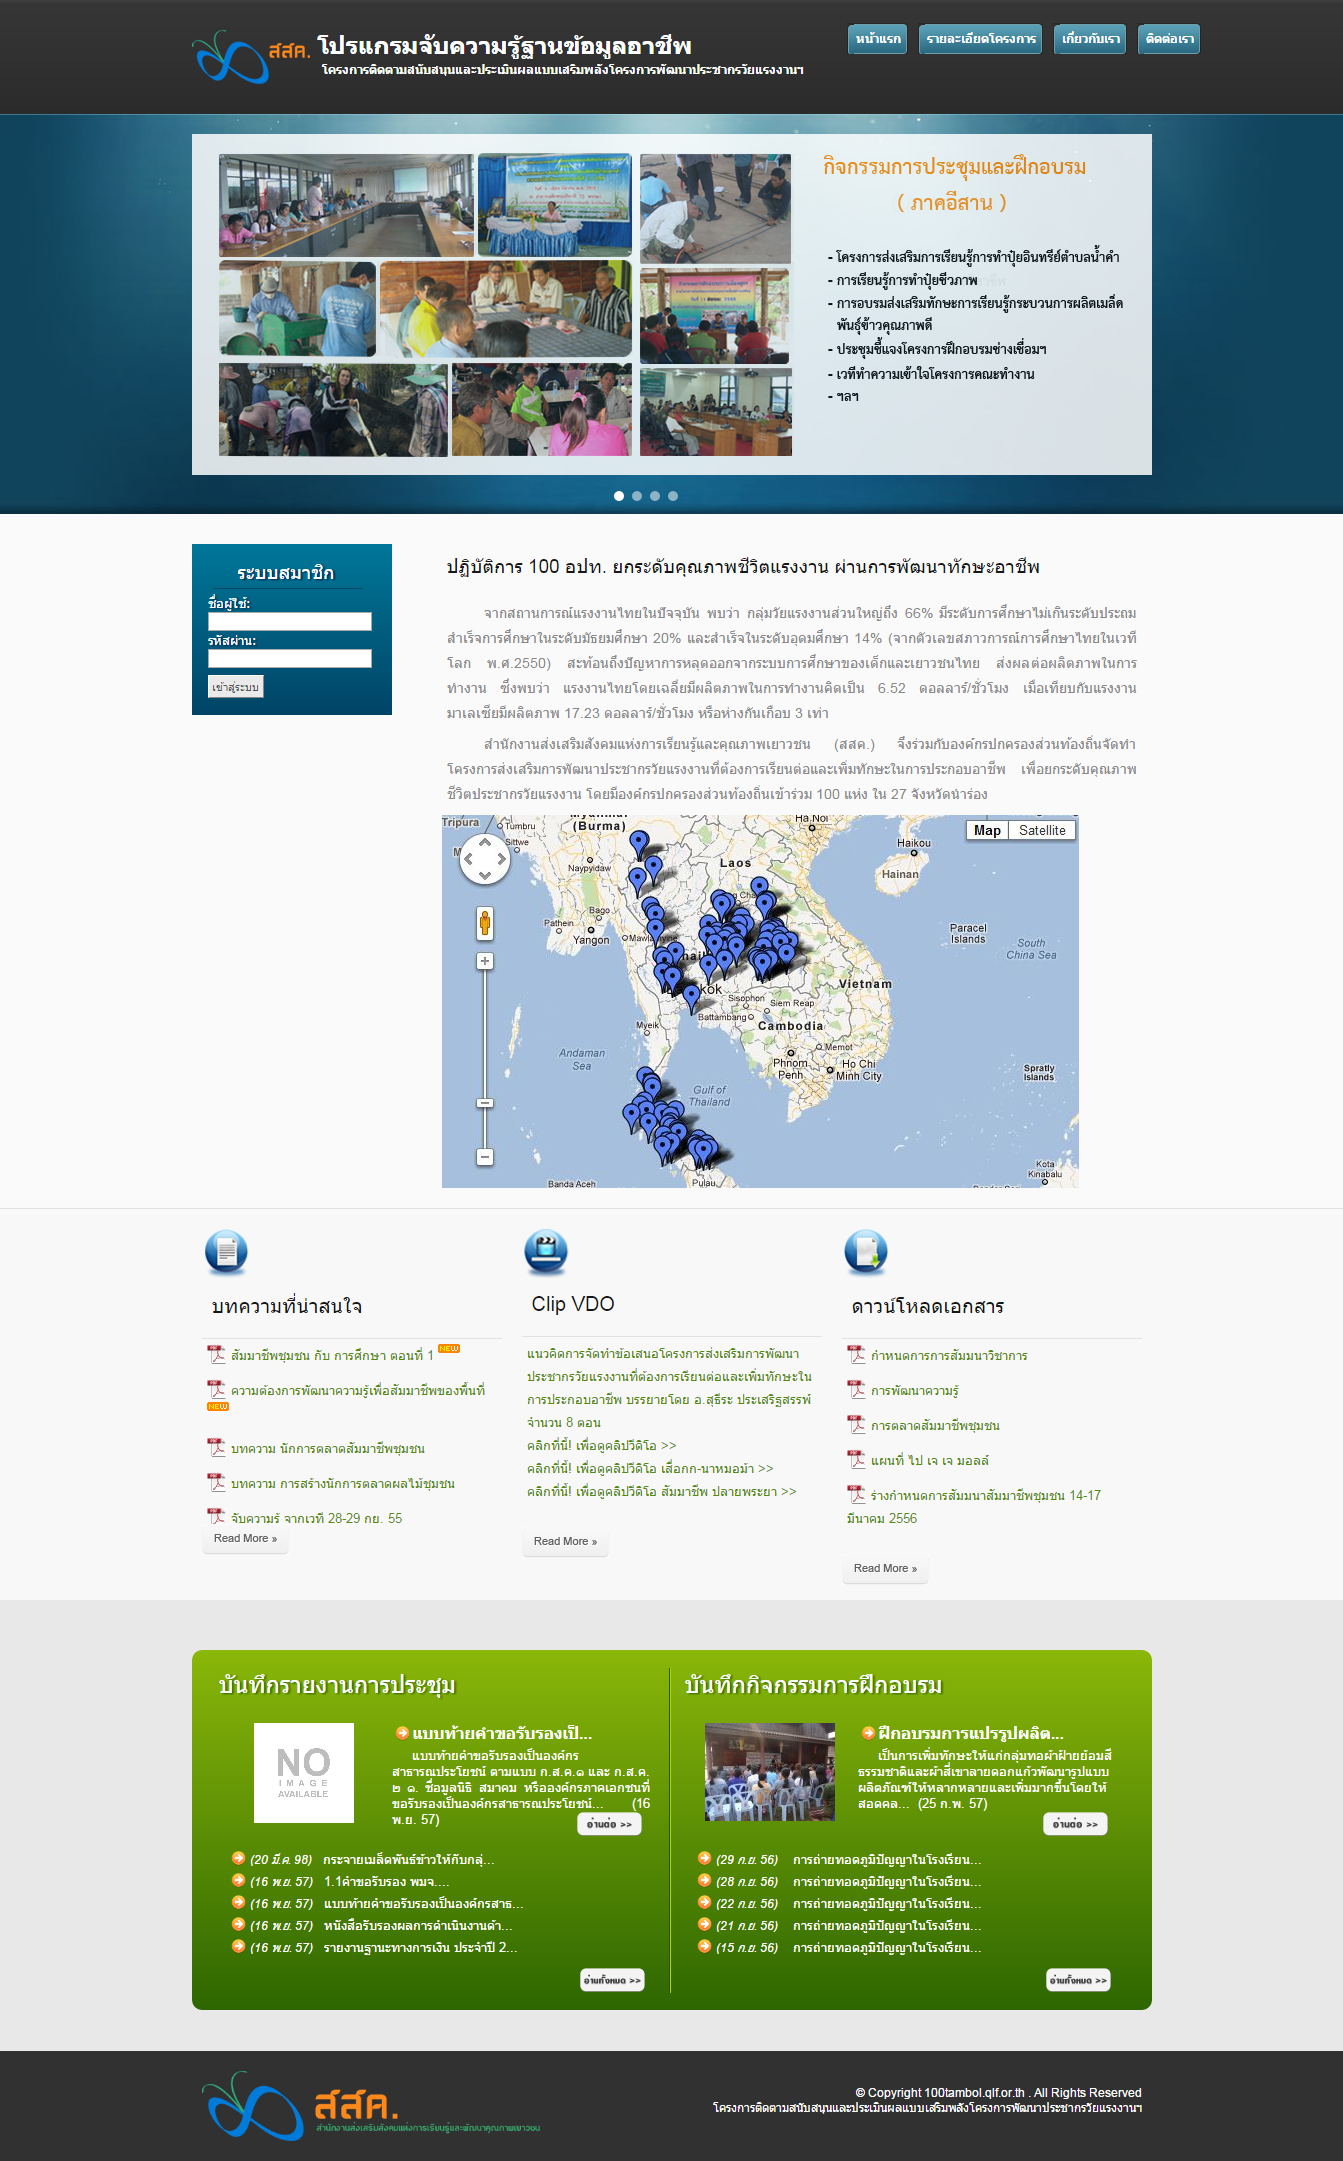 สสค. โปรแกรมจับความรู้ฐานข้อมูลอาชีพ
โครงการติดตามสนับสนุนและประเมินผลแบบเสริมพลังโครงการพัฒนาประชากรวัยแรงงานฯ
หน้าแรก
รายละเอียดโครงการ
เกี่ยวกับเรา
ติดต่อเรา
กิจกรรมการประชุมและฝึกอบรม
( ภาคอีสาน )
- โครงการส่งเสริมการเรียนรู้การทำปุ๋ยอินทรีย์ตำบลน้ำคำ
- การเรียนรู้การทำปุ๋ยชีวภาพ
- การอบรมส่งเสริมทักษะการเรียนรู้กระบวนการผลิตเมล็ด
พันธุ์ข้าวคุณภาพดี
- ประชุมชี้แจงโครงการฝึกอบรมช่างเชื่อมฯ
- เวทีทำความเข้าใจโครงการคณะทำงาน
- ฯลฯ
ระบบสมาชิก
ชื่อผู้ใช้:
รหัสผ่าน:
เข้าสู่ระบบ
ปฏิบัติการ 100 อปท. ยกระดับคุณภาพชีวิตแรงงาน ผ่านการพัฒนาทักษะอาชีพ
จากสถานการณ์แรงงานไทยในปัจจุบัน พบว่า กลุ่มวัยแรงงานส่วนใหญ่ถึง 66% มีระดับการศึกษาไม่เกินระดับประถม
สำเร็จการศึกษาในระดับมัธยมศึกษา 20% และสำเร็จในระดับอุดมศึกษา 14% (จากตัวเลขสภาวการณ์การศึกษาไทยในเวที
โลก พ.ศ.2550) สะท้อนถึงปัญหาการหลุดออกจากระบบการศึกษาของเด็กและเยาวชนไทย ส่งผลต่อผลิตภาพในการ
ทำงาน ซึ่งพบว่า แรงงานไทยโดยเฉลี่ยมีผลิตภาพในการทำงานคิดเป็น 6.52 ดอลลาร์/ชั่วโมง เมื่อเทียบกับแรงงาน
มาเลเซียมีผลิตภาพ 17.23 ดอลลาร์/ชั่วโมง หรือห่างกันเกือบ 3 เท่า
สำนักงานส่งเสริมสังคมแห่งการเรียนรู้และคุณภาพเยาวชน (สสค.) จึงร่วมกับองค์กรปกครองส่วนท้องถิ่นจัดทำ
โครงการส่งเสริมการพัฒนาประชากรวัยแรงงานที่ต้องการเรียนต่อและเพิ่มทักษะในการประกอบอาชีพ เพื่อยกระดับคุณภาพ
ชีวิตประชากรวัยแรงงาน โดยมีองค์กรปกครองส่วนท้องถิ่นเข้าร่วม 100 แห่ง ใน 27 จังหวัดนำร่อง
Tripura
Tumbru
(Burma)
Ha Noi
Map
Satellite
Sittwe
Naypyidaw
Laos
Haikou
Hainan
Bago
Pathein
Yangon
Paracel
Islands
South
China Sea
Vietnam
Sisophon
Siem Reap
Battambang
Cambodia
Myeik
Memot
Andaman
Sea
Phnom
Penh
Ho Chi
Minh City
Gulf of
Thailand
Spratly
Islands
Kota
Kinabalu
Banda Aceh
Pulau
บทความที่น่าสนใจ
สัมมาชีพชุมชน กับ การศึกษา ตอนที่ 1 NEW
ความต้องการพัฒนาความรู้เพื่อสัมมาชีพของพื้นที่
NEW
บทความ นักการตลาดสัมมาชีพชุมชน
บทความ การสร้างนักการตลาดผลไม้ชุมชน
จับความรู้ จากเวที 28-29 กย. 55
Read More »
Clip VDO
แนวคิดการจัดทำข้อเสนอโครงการส่งเสริมการพัฒนา
ประชากรวัยแรงงานที่ต้องการเรียนต่อและเพิ่มทักษะใน
การประกอบอาชีพ บรรยายโดย อ.สุธีระ ประเสริฐสรรพ์
จำนวน 8 ตอน
คลิกที่นี้! เพื่อดูคลิปวีดิโอ >>
คลิกที่นี้! เพื่อดูคลิปวีดิโอ เสื่อกก-นาหมอม้า >>
คลิกที่นี้! เพื่อดูคลิปวีดิโอ สัมมาชีพ ปลายพระยา >>
Read More »
ดาวน์โหลดเอกสาร
กำหนดการการสัมมนาวิชาการ
การพัฒนาความรู้
การตลาดสัมมาชีพชุมชน
แผนที่ ไป เจ เจ มอลล์
ร่างกำหนดการสัมมนาสัมมาชีพชุมชน 14-17
มีนาคม 2556
Read More »
บันทึกรายงานการประชุม
NO
IMAGE
AVAILABLE
แบบท้ายคำขอรับรองเป็...
แบบท้ายคำขอรับรองเป็นองค์กร
สาธารณประโยชน์ ตามแบบ ก.ส.ค.๑ และ ก.ส.ค.
๒ ๑. ชื่อมูลนิธิ สมาคม หรือองค์กรภาคเอกชนที่
ขอรับรองเป็นองค์กรสาธารณประโยชน์... (16
พ.ย. 57)
อ่านต่อ >>
(20 มี.ค. 98) กระจายเมล็ดพันธ์ข้าวให้กับกลุ่...
(16 พ.ย. 57) 1.1คำขอรับรอง พมจ....
(16 พ.ย. 57) แบบท้ายคำขอรับรองเป็นองค์กรสาธ...
(16 พ.ย. 57) หนังสือรับรองผลการดำเนินงานด้า...
(16 พ.ย. 57) รายงานฐานะทางการเงิน ประจำปี 2...
อ่านทั้งหมด >>
บันทึกกิจกรรมการฝึกอบรม
ฝึกอบรมการแปรรูปผลิต...
เป็นการเพิ่มทักษะให้แก่กลุ่มทอผ้าฝ้ายย้อมสี
ธรรมชาติและผ้าสี่เขาลายดอกแก้วพัฒนารูปแบบ
ผลิตภัณฑ์ให้หลากหลายและเพิ่มมากขึ้นโดยให้
สอดคล... (25 ก.พ. 57)
อ่านต่อ >>
(29 ก.ย. 56) การถ่ายทอดภูมิปัญญาในโรงเรียน...
(28 ก.ย. 56) การถ่ายทอดภูมิปัญญาในโรงเรียน...
(22 ก.ย. 56) การถ่ายทอดภูมิปัญญาในโรงเรียน...
(21 ก.ย. 56) การถ่ายทอดภูมิปัญญาในโรงเรียน...
(15 ก.ย. 56) การถ่ายทอดภูมิปัญญาในโรงเรียน...
อ่านทั้งหมด >>
สสค.
สำนักงานส่งเสริมสังคมแห่งการเรียนรู้และพัฒนาคุณภาพเยาวชน
© Copyright 100tambol.qlf.or.th . All Rights Reserved
โครงการติดตามสนับสนุนและประเมินผลแบบเสริมพลังโครงการพัฒนาประชากรวัยแรงงานฯ